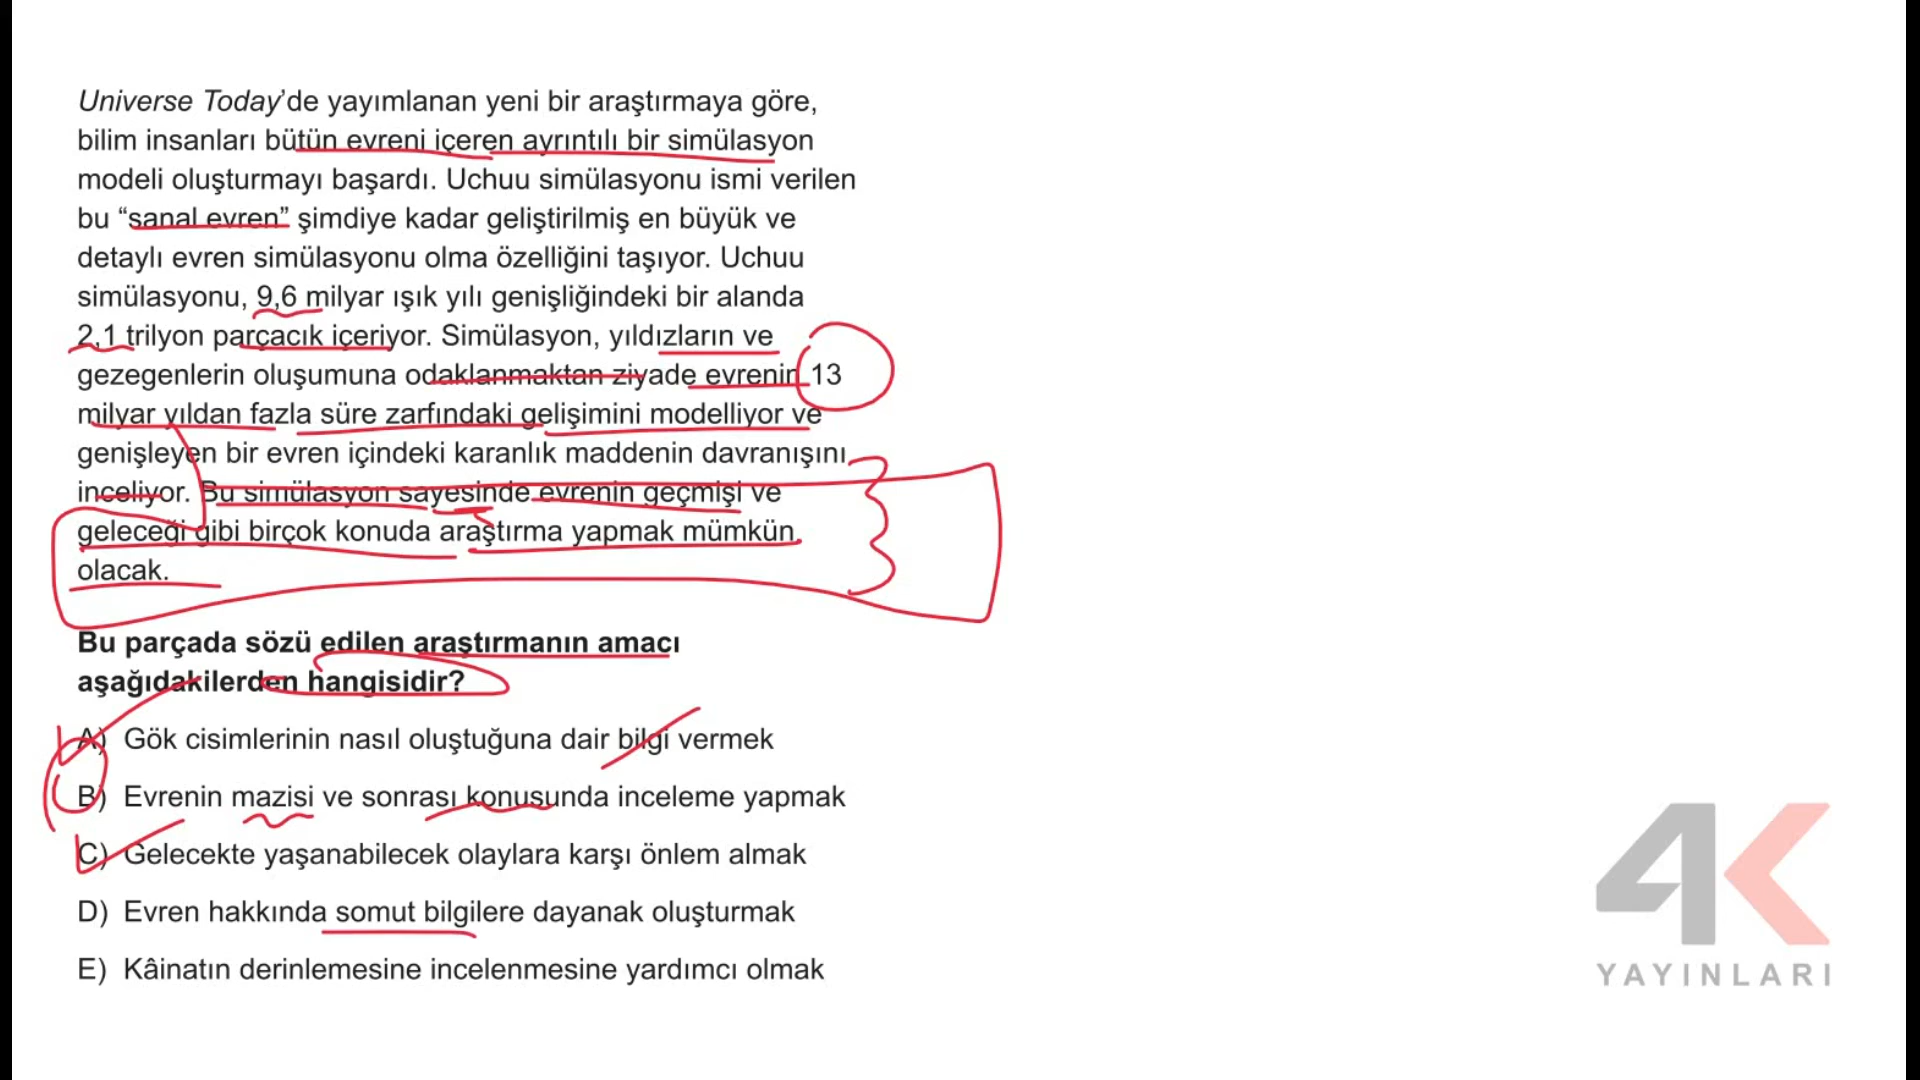 Universe Today'de yayımlanan yeni bir araştırmaya göre,
bilim insanları bütün evreni içeren ayrıntılı bir simülasyon
modeli oluşturmayı başardı. Uchuu simülasyonu ismi verilen
bu “sanal evren” şimdiye kadar geliştirilmiş en büyük ve
detaylı evren simülasyonu olma özelliğini taşıyor. Uchuu
simülasyonu, 9,6 milyar ışık yılı genişliğindeki bir alanda
2,1 trilyon parçacık içeriyor. Simülasyon, yıldızların ve
gezegenlerin oluşumuna odaklanmaktan ziyade evrenin 13
milyar yıldan fazla süre zarfındaki gelişimini modelliyor ve
genişleyen bir evren içindeki karanlık maddenin davranışını
inceliyor. Bu simülasyon sayesinde evrenin geçmişi ve
geleceği gibi birçok konuda araştırma yapmak mümkün
olacak.
Bu parçada sözü edilen araştırmanın amacı
aşağıdakilerden hangisidir?
A) Gök cisimlerinin nasıl oluştuğuna dair bilgi vermek
B) Evrenin mazisi ve sonrası konusunda inceleme yapmak
C) Gelecekte yaşanabilecek olaylara karşı önlem almak
D) Evren hakkında somut bilgilere dayanak oluşturmak
E) Kâinatın derinlemesine incelenmesine yardımcı olmak
4K
YAYINLARI